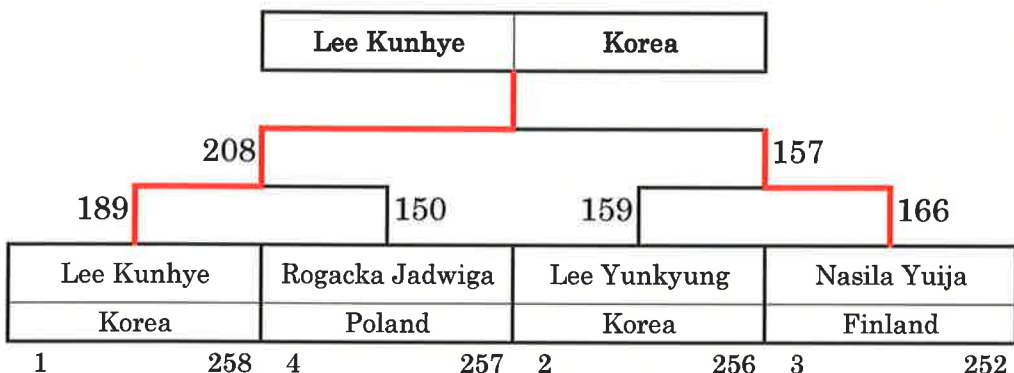 Lee Kunhye Korea
208 157
189 150 159 166
Lee Kunhye Rogacka Jadwiga Lee Yunkyung Nasila Yuija
Korea Poland Korea Finland
1 258 4 257 2 256 3 252